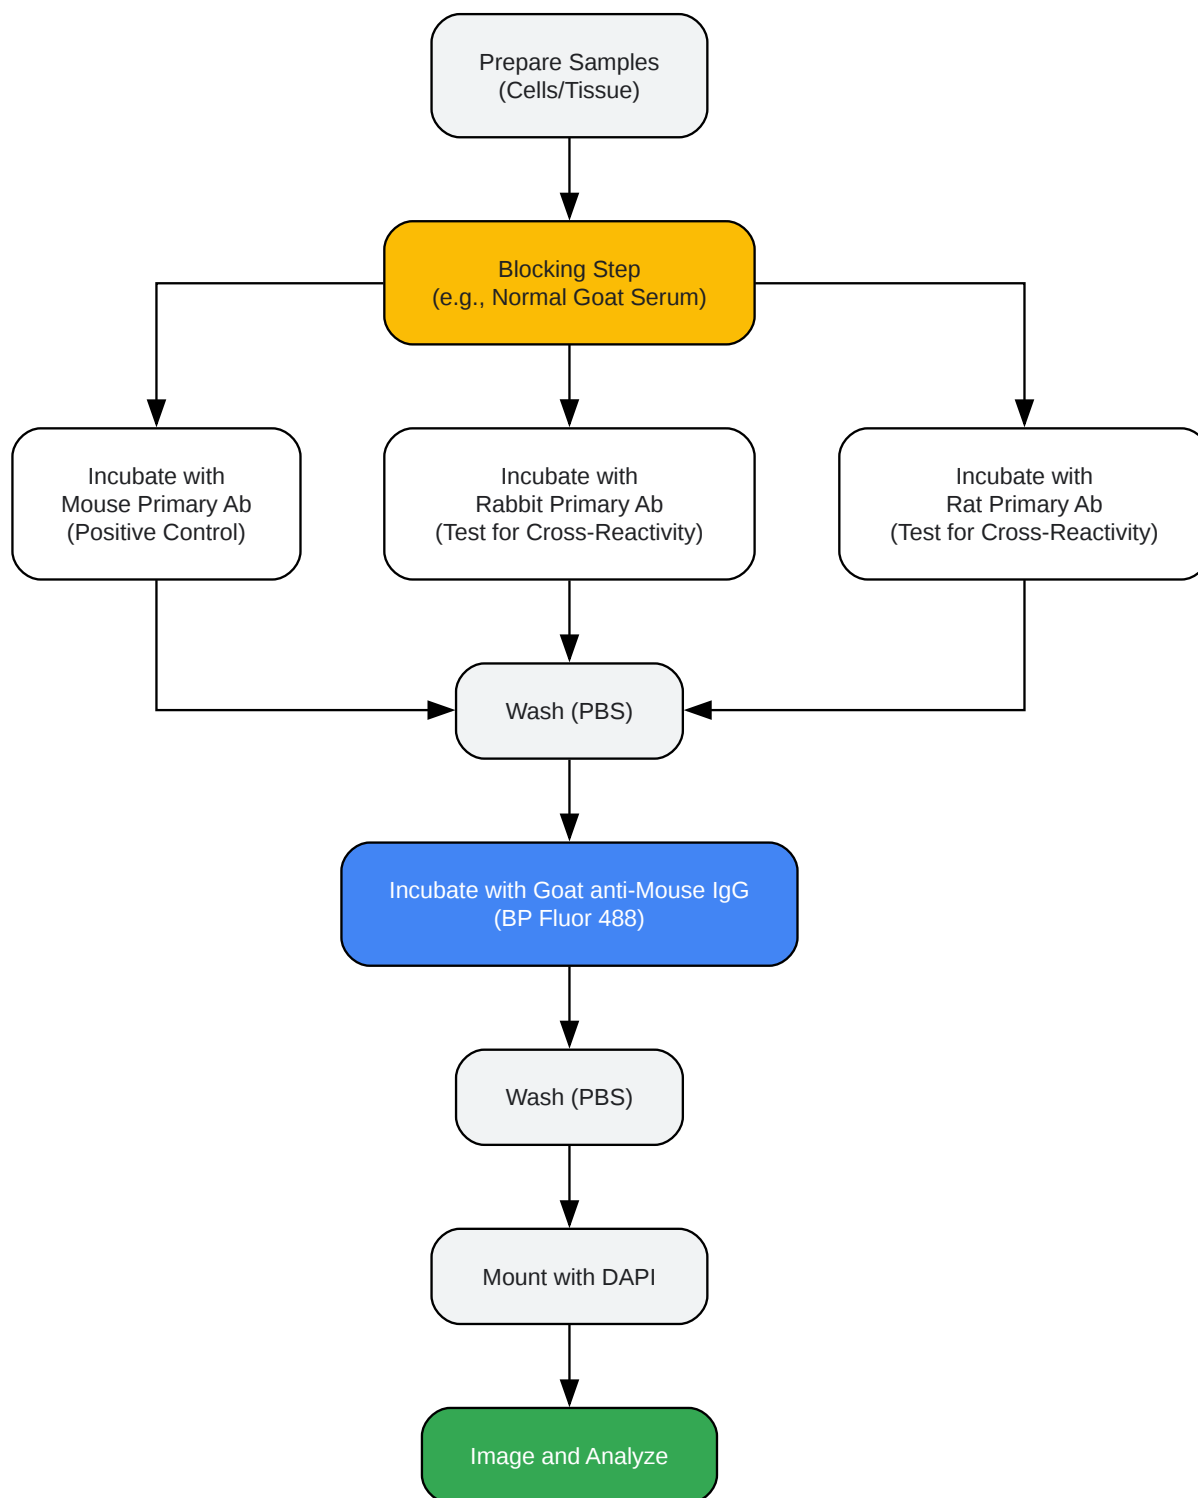 Prepare Samples
(Cells/Tissue)
Blocking Step
(e.g., Normal Goat Serum)
Incubate with
Mouse Primary Ab
(Positive Control)
Incubate with
Rabbit Primary Ab
(Test for Cross-Reactivity)
Incubate with
Rat Primary Ab
(Test for Cross-Reactivity)
Wash (PBS)
Incubate with Goat anti-Mouse IgG
(BP Fluor 488)
Wash (PBS)
Mount with DAPI
Image and Analyze